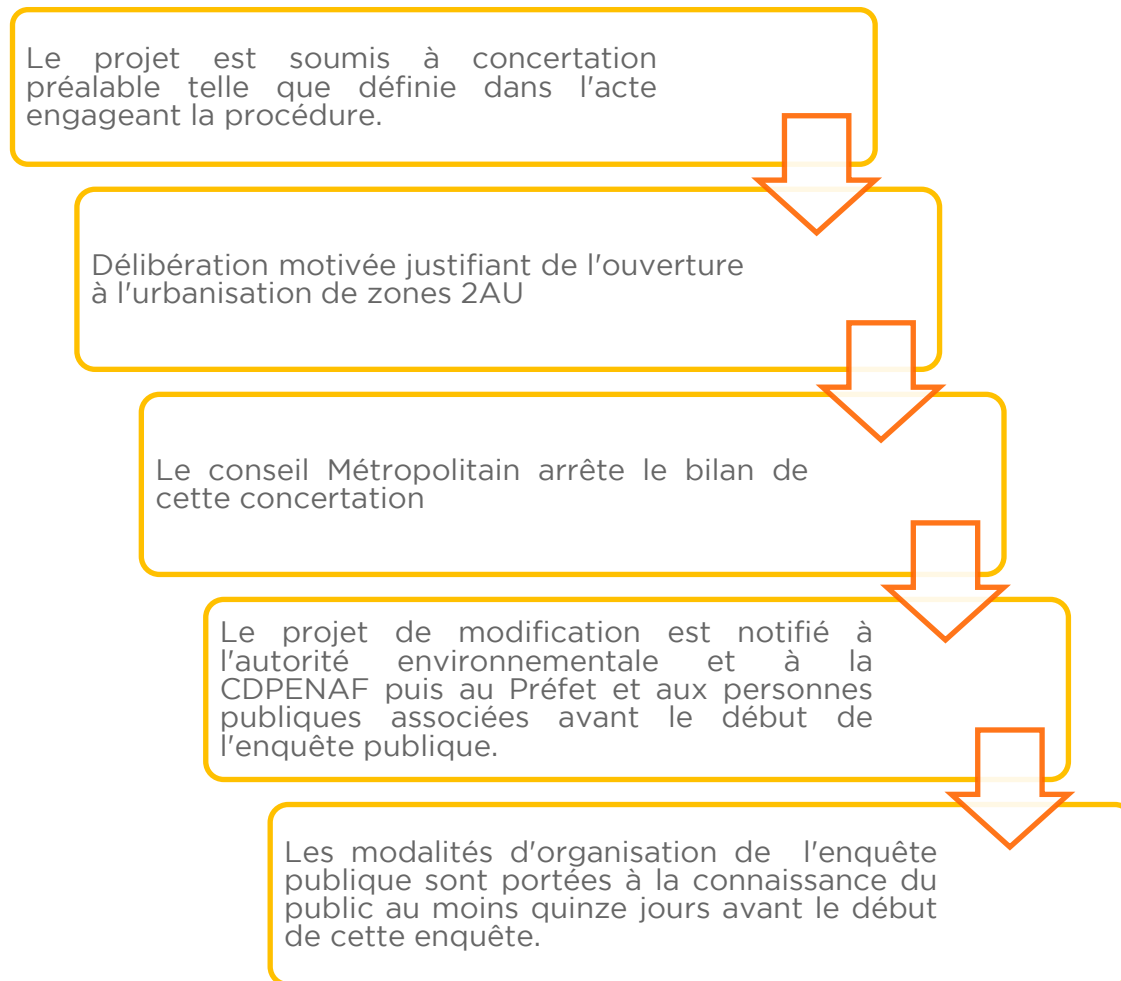 Le projet est soumis à concertation
préalable telle que définie dans l'acte
engageant la procédure.
Délibération motivée justifiant de l'ouverture
à l'urbanisation de zones 2AU
Le conseil Métropolitain arrête le bilan de
cette concertation
Le projet de modification est notifié à
l'autorité environnementale et à la
CDPENAF puis au Préfet et aux personnes
publiques associées avant le début de
l'enquête publique.
Les modalités d'organisation de l'enquête
publique sont portées à la connaissance du
public au moins quinze jours avant le début
de cette enquête.